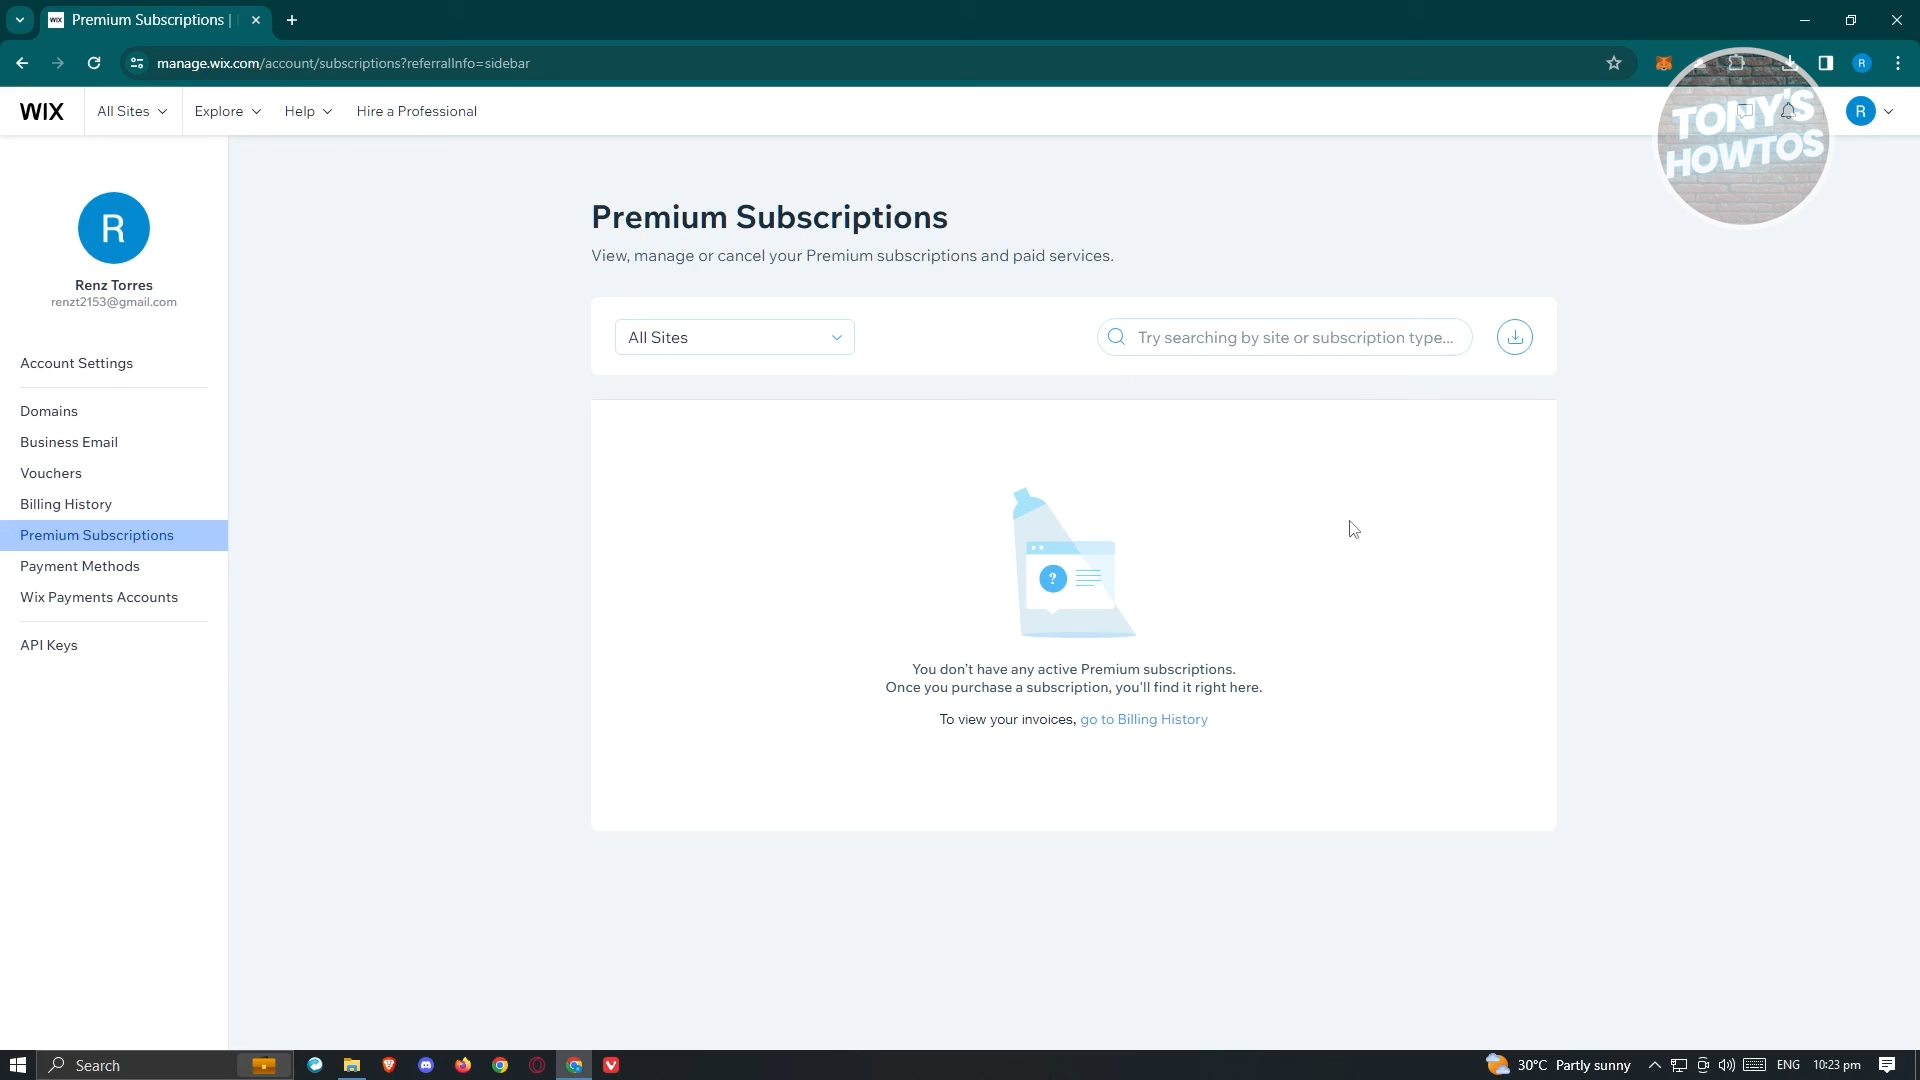 WIX Premium Subscriptions |
manage.wix.com/account/subscriptions?referralInfo=sidebar
R
WIX All Sites Explore Help Hire a Professional
R
TONY'S
HOWTOS
R
Renz Torres
renzt2153@gmail.com
Account Settings
Domains
Business Email
Vouchers
Billing History
Premium Subscriptions
Payment Methods
Wix Payments Accounts
API Keys
Premium Subscriptions
View, manage or cancel your Premium subscriptions and paid services.
All Sites
Try searching by site or subscription type...
?
You don't have any active Premium subscriptions.
Once you purchase a subscription, you'll find it right here.
To view your invoices, go to Billing History
Search
30°C Partly sunny
ENG
10:23 pm